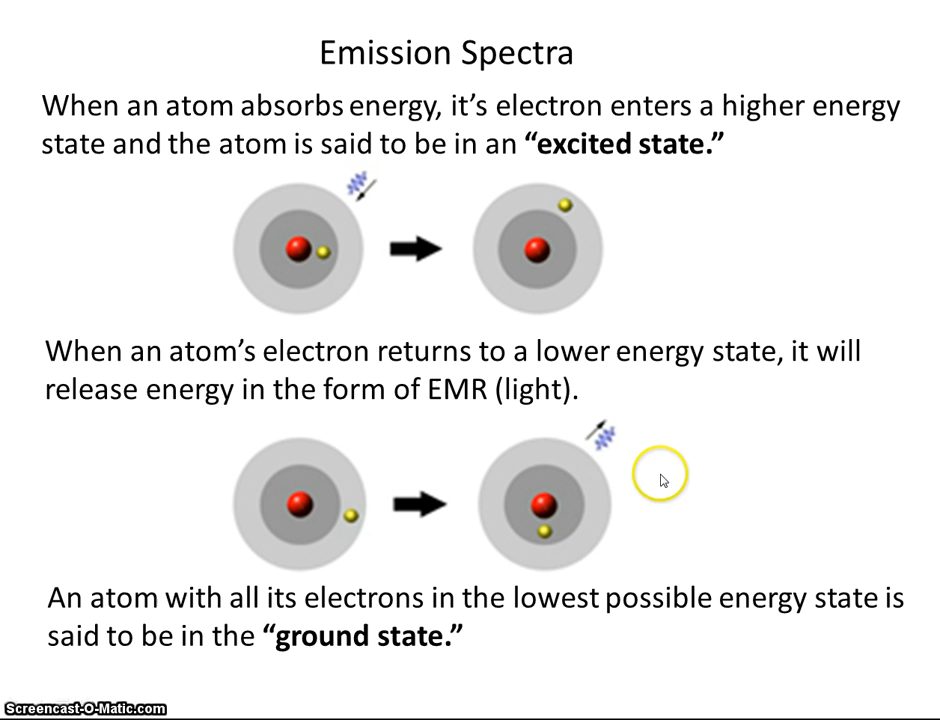 Emission Spectra
When an atom absorbs energy, it’s electron enters a higher energy
state and the atom is said to be in an “excited state.”
When an atom’s electron returns to a lower energy state, it will
release energy in the form of EMR (light).
An atom with all its electrons in the lowest possible energy state is
said to be in the “ground state.”
Screencast-O-Matic.com